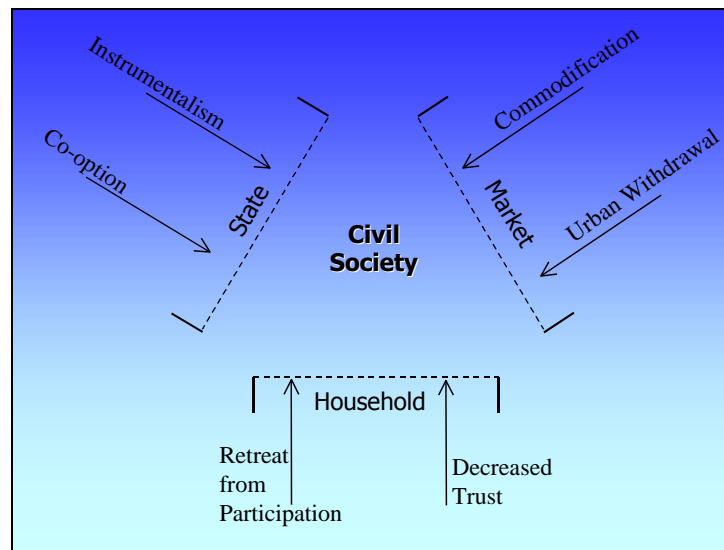 Instrumentalism
Commodification
Co-option
Urban Withdrawal
State
Market
Civil
Society
Household
Retreat
from
Participation
Decreased
Trust